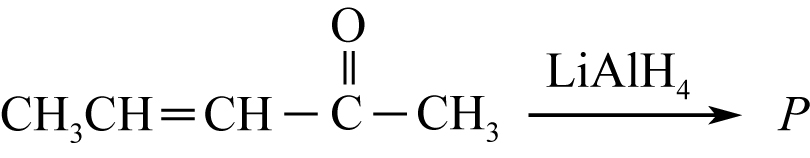 O
||
CH₃CH=CH−C−CH₃ LiAlH₄ ⟶ P